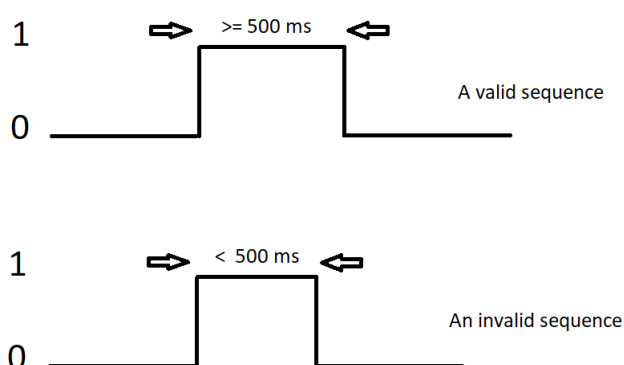 1
>= 500 ms
A valid sequence
0
1
< 500 ms
An invalid sequence
0